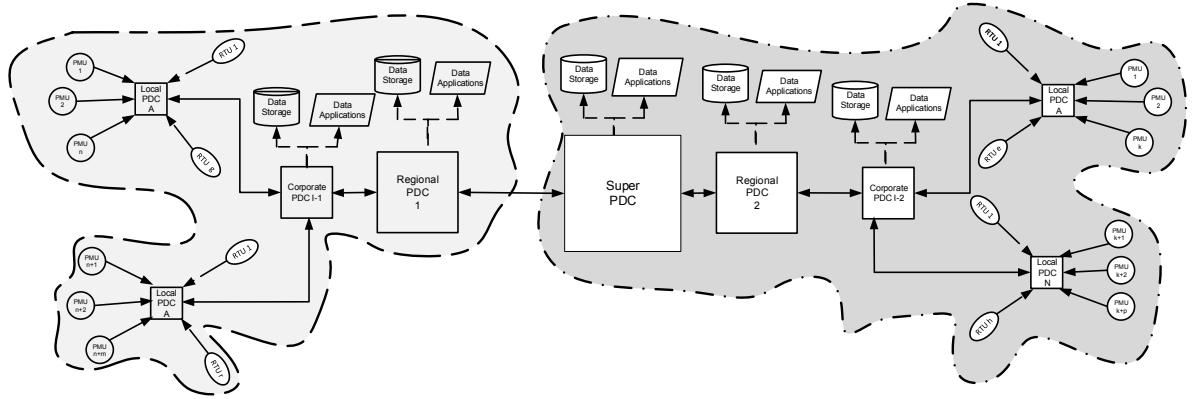 PMU
1
PMU
2
PMU
n
Local
PDC
A
RTU 1
RTU g
Data
Storage
Data
Applications
Corporate
PDC I-1
Data
Storage
Data
Applications
Regional
PDC
1
PMU
n+1
PMU
n+2
PMU
n+m
Local
PDC
A
RTU 1
RTU r
Data
Storage
Data
Applications
Super
PDC
Data
Storage
Data
Applications
Regional
PDC
2
Data
Storage
Data
Applications
Corporate
PDC I-2
RTU 1
RTU e
Local
PDC
A
PMU
1
PMU
2
PMU
k
RTU 1
RTU h
Local
PDC
N
PMU
k+1
PMU
k+2
PMU
k+p